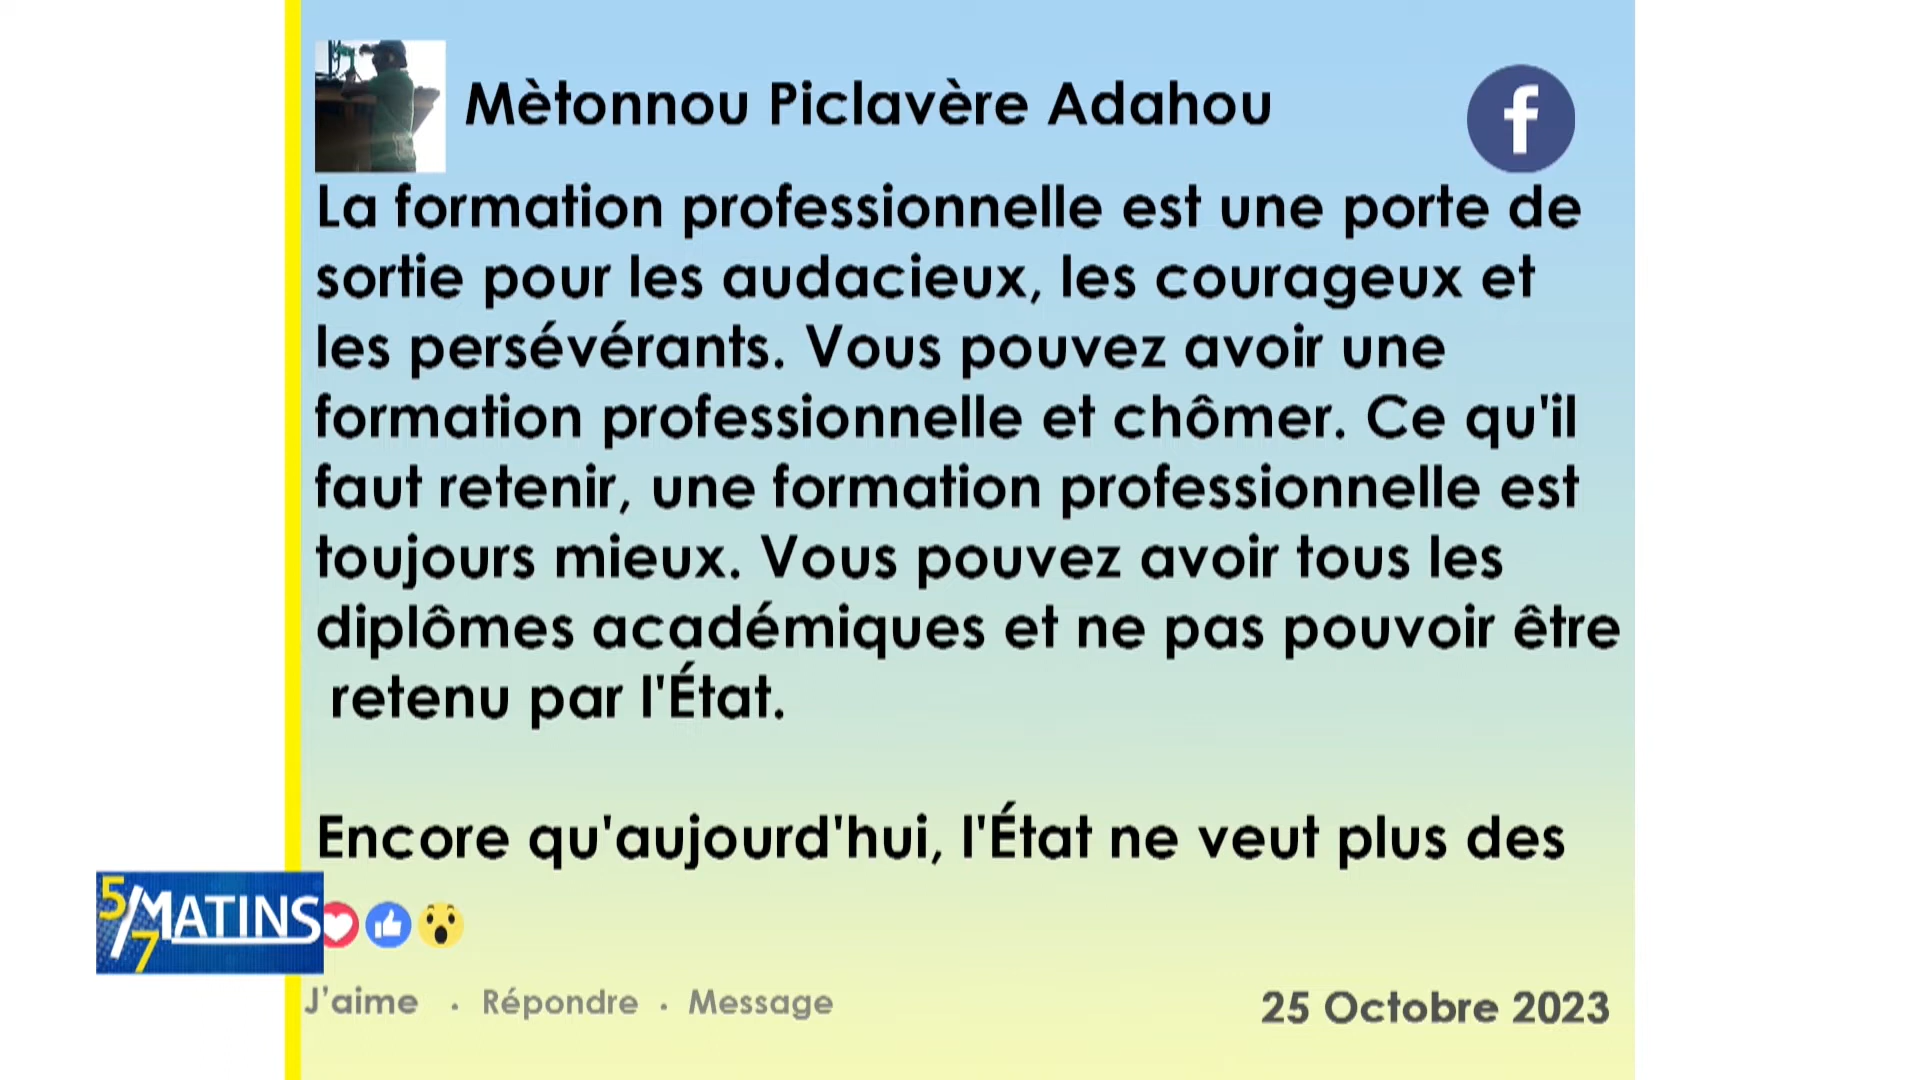 Mètonnou Piclavère Adahou
f
La formation professionnelle est une porte de
sortie pour les audacieux, les courageux et
les persévérants. Vous pouvez avoir une
formation professionnelle et chômer. Ce qu'il
faut retenir, une formation professionnelle est
toujours mieux. Vous pouvez avoir tous les
diplômes académiques et ne pas pouvoir être
retenu par l'État.
Encore qu'aujourd'hui, l'État ne veut plus des
5/7 MATINS
J'aime · Répondre · Message
25 Octobre 2023